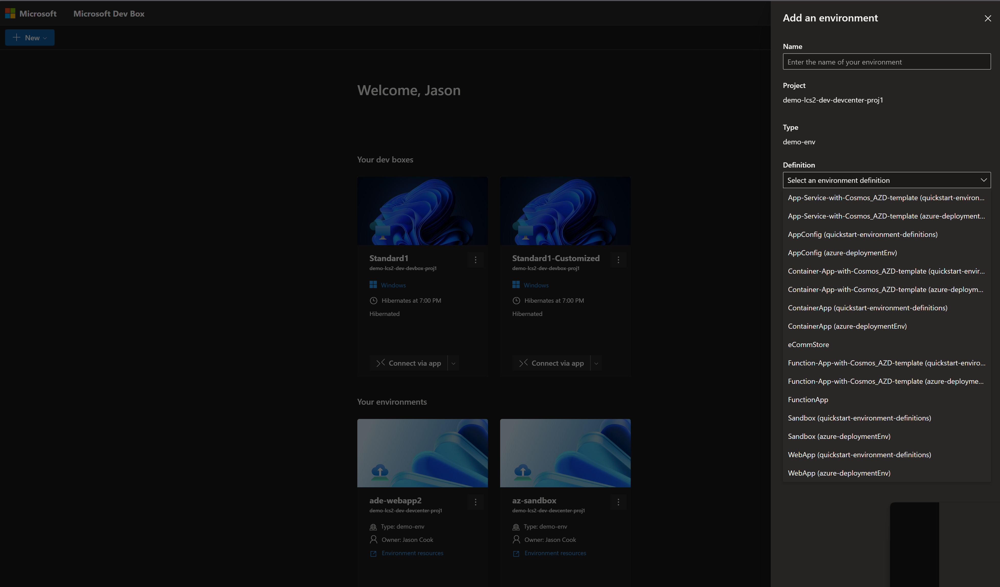 Microsoft
Microsoft Dev Box
New
Welcome, Jason
Your dev boxes
Standard1
demo-lcs2-dev-devbox-proj1
Windows
Hibernates at 7:00 PM
Hibernated
Connect via app
Standard1-Customized
demo-lcs2-dev-devbox-proj1
Windows
Hibernates at 7:00 PM
Hibernated
Connect via app
Your environments
ade-webapp2
demo-lcs2-dev-devcenter-proj1
Type: demo-env
Owner: Jason Cook
Environment resources
az-sandbox
demo-lcs2-dev-devcenter-proj1
Type: demo-env
Owner: Jason Cook
Environment resources
Add an environment
Name
Enter the name of your environment
Project
demo-lcs2-dev-devcenter-proj1
Type
demo-env
Definition
Select an environment definition
App-Service-with-Cosmos_AZD-template (quickstart-environ...
App-Service-with-Cosmos_AZD-template (azure-deployment...
AppConfig (quickstart-environment-definitions)
AppConfig (azure-deploymentEnv)
Container-App-with-Cosmos_AZD-template (quickstart-envir...
Container-App-with-Cosmos_AZD-template (azure-deploym...
ContainerApp (quickstart-environment-definitions)
ContainerApp (azure-deploymentEnv)
eCommStore
Function-App-with-Cosmos_AZD-template (quickstart-enviro...
Function-App-with-Cosmos_AZD-template (azure-deployme...
FunctionApp
Sandbox (quickstart-environment-definitions)
Sandbox (azure-deploymentEnv)
WebApp (quickstart-environment-definitions)
WebApp (azure-deploymentEnv)